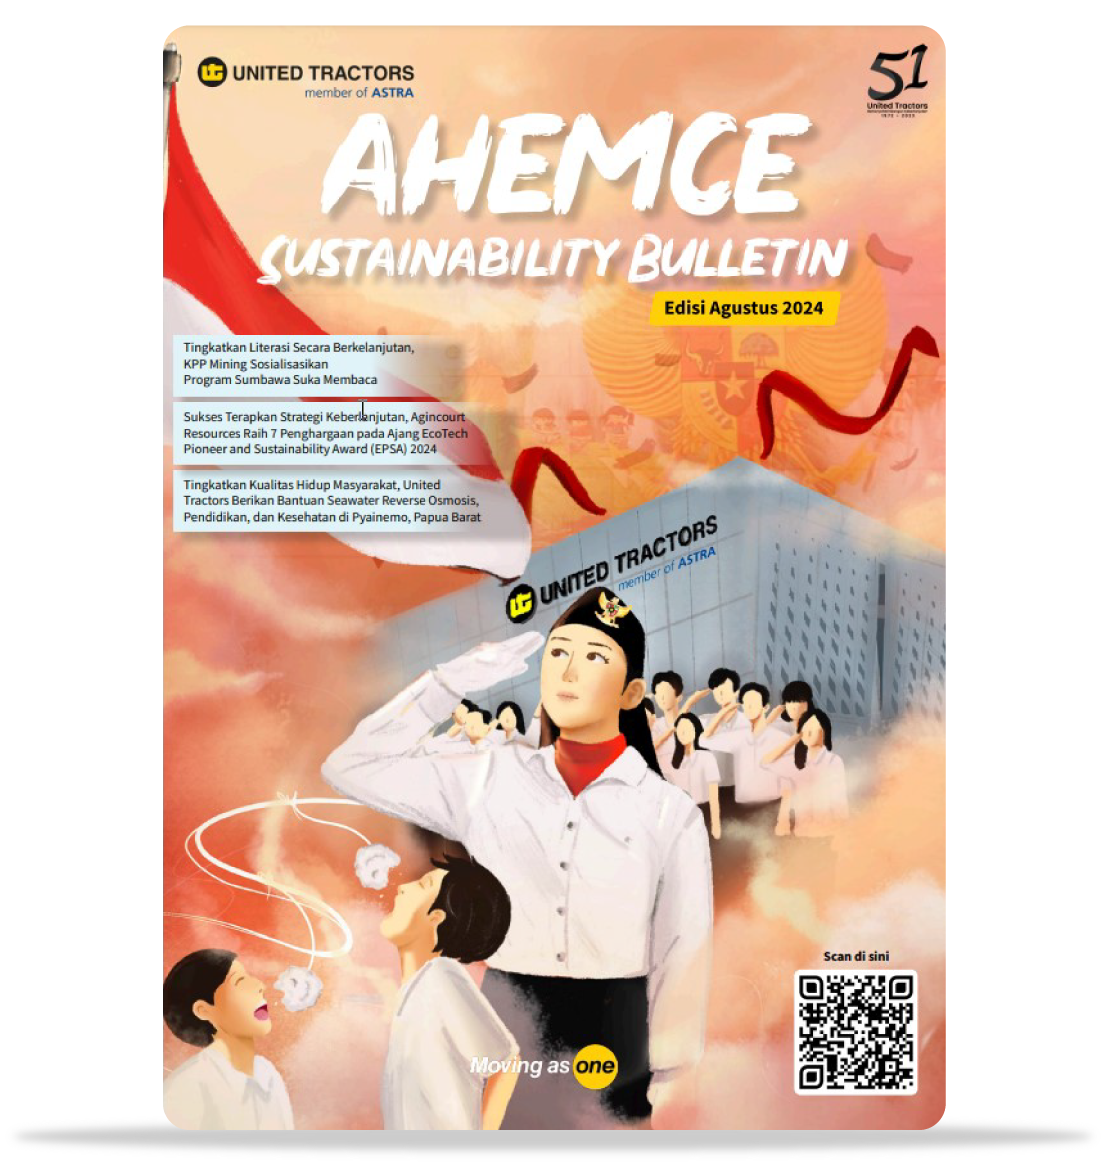 UNITED TRACTORS
member of ASTRA
51
United Tractors
AHEMCE
SUSTAINABILITY BULLETIN
Edisi Agustus 2024
Tingkatkan Literasi Secara Berkelanjutan,
KPP Mining Sosialisasikan
Program Sumbawa Suka Membaca
Sukses Terapkan Strategi Keberlanjutan, Agincourt
Resources Raih 7 Penghargaan pada Ajang EcoTech
Pioneer and Sustainability Award (EPSA) 2024
Tingkatkan Kualitas Hidup Masyarakat, United
Tractors Berikan Bantuan Seawater Reverse Osmosis,
Pendidikan, dan Kesehatan di Pyainemo, Papua Barat
UNITED TRACTORS
member of ASTRA
Scan di sini
Moving as one